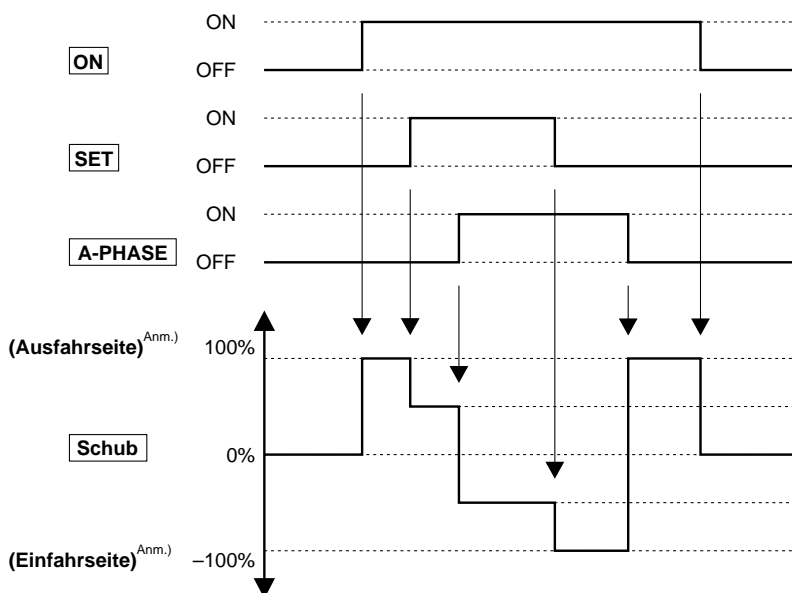 ON
ON
OFF
ON
SET
OFF
ON
A-PHASE
OFF
(Ausfahrseite)Anm.)
100%
Schub
0%
(Einfahrseite)Anm.)
–100%